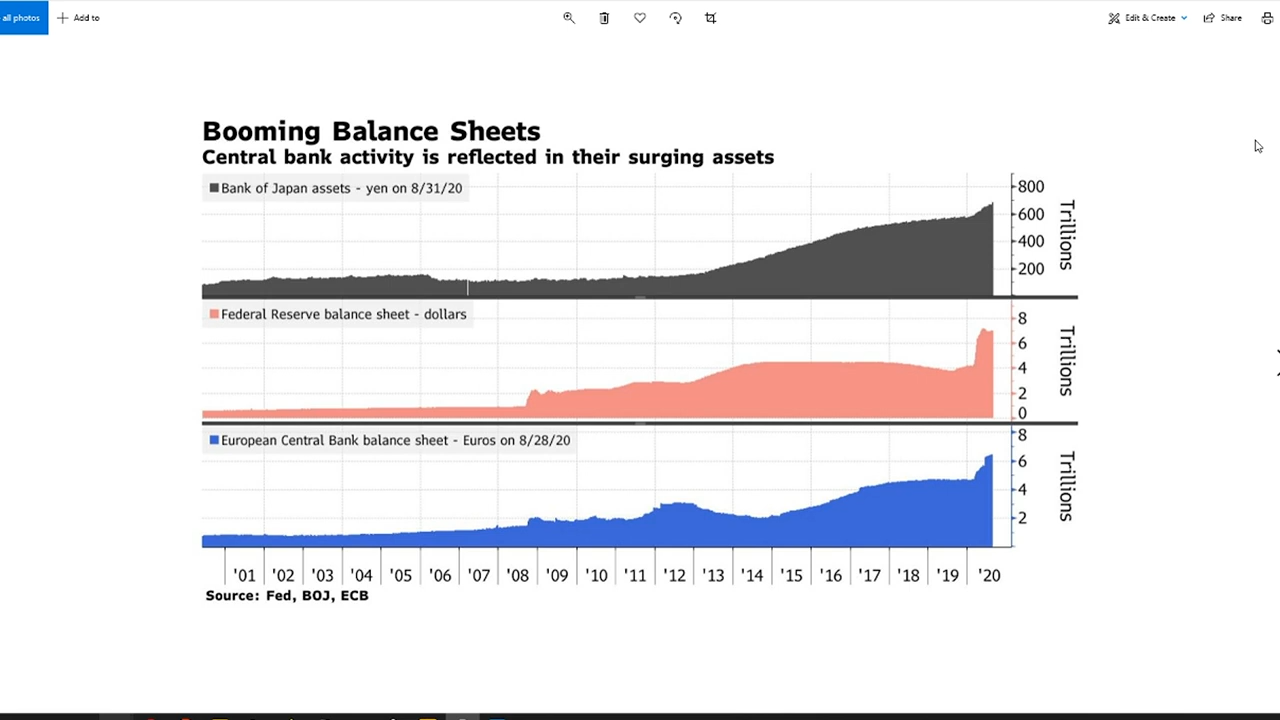 all photos
Add to
Edit & Create
Share
Booming Balance Sheets
Central bank activity is reflected in their surging assets
Bank of Japan assets - yen on 8/31/20
800
600
400
200
Trillions
Federal Reserve balance sheet - dollars
8
6
4
2
0
Trillions
European Central Bank balance sheet - Euros on 8/28/20
8
6
4
2
Trillions
'01 '02 '03 '04 '05 '06 '07 '08 '09 '10 '11 '12 '13 '14 '15 '16 '17 '18 '19 '20
Source: Fed, BOJ, ECB